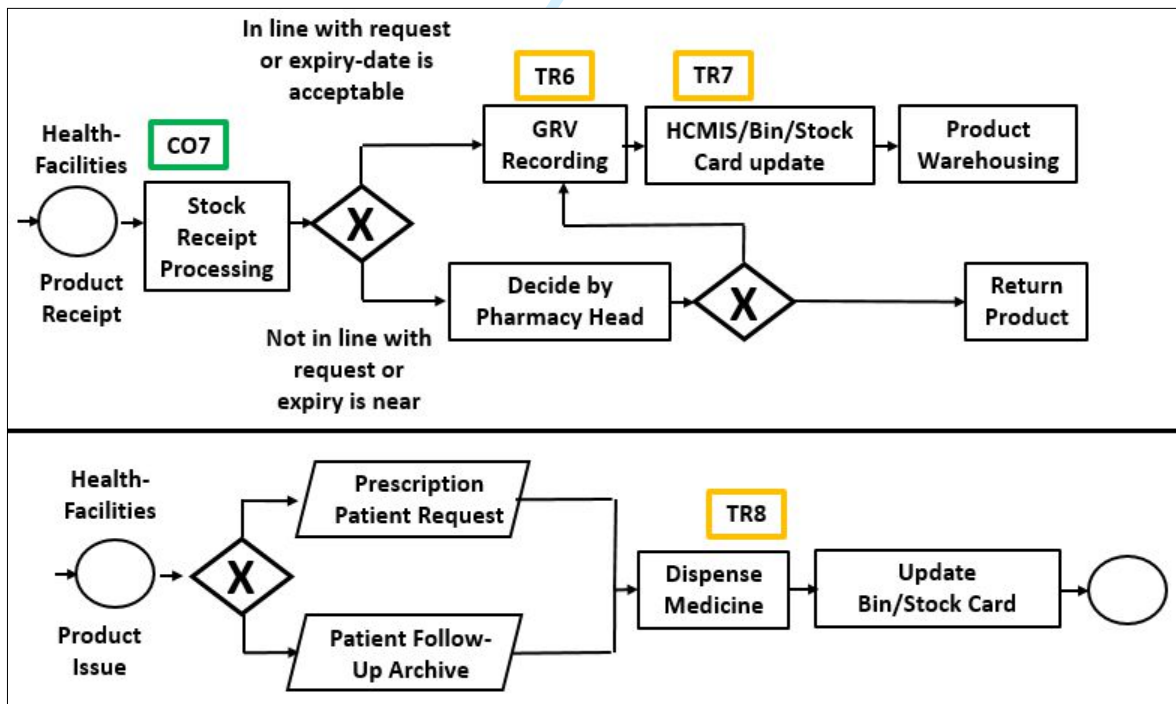 In line with request
or expiry-date is
acceptable
TR6
TR7
Health-
Facilities
CO7
GRV
Recording
HCMIS/Bin/Stock
Card update
Product
Warehousing
Stock
Receipt
Processing
X
Product
Receipt
Decide by
Pharmacy Head
X
Return
Product
Not in line with
request or
expiry is near
Health-
Facilities
Prescription
Patient Request
TR8
X
Dispense
Medicine
Update
Bin/Stock Card
Product
Issue
Patient Follow-
Up Archive